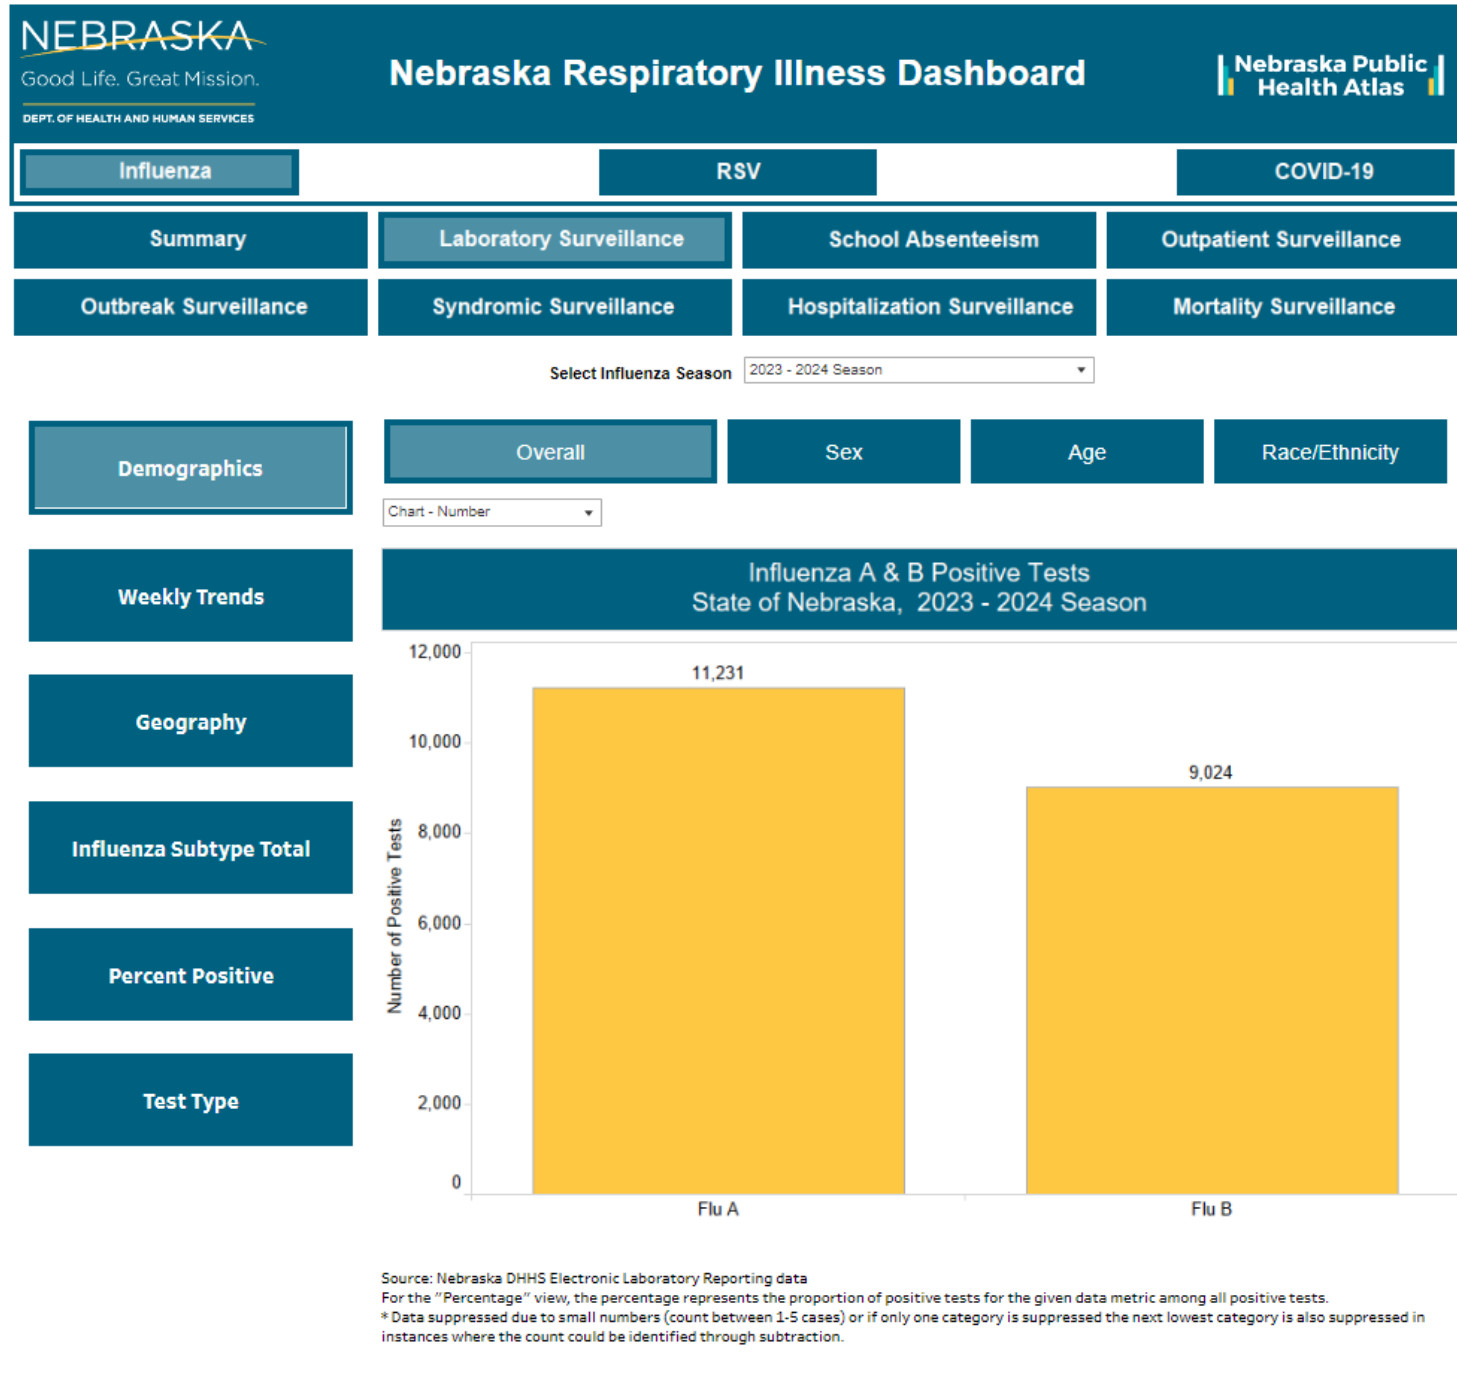 NEBRASKA
Good Life. Great Mission.
DEPT. OF HEALTH AND HUMAN SERVICES
Nebraska Respiratory Illness Dashboard
Nebraska Public
Health Atlas
Influenza
RSV
COVID-19
Summary
Laboratory Surveillance
School Absenteeism
Outpatient Surveillance
Outbreak Surveillance
Syndromic Surveillance
Hospitalization Surveillance
Mortality Surveillance
Select Influenza Season
2023 - 2024 Season
Demographics
Overall
Sex
Age
Race/Ethnicity
Chart - Number
Weekly Trends
Geography
Influenza Subtype Total
Percent Positive
Test Type
Influenza A & B Positive Tests
State of Nebraska, 2023 - 2024 Season
Number of Positive Tests
12,000
10,000
8,000
6,000
4,000
2,000
0
11,231
9,024
Flu A
Flu B
Source: Nebraska DHHS Electronic Laboratory Reporting data
For the "Percentage" view, the percentage represents the proportion of positive tests for the given data metric among all positive tests.
* Data suppressed due to small numbers (count between 1-5 cases) or if only one category is suppressed the next lowest category is also suppressed in
instances where the count could be identified through subtraction.